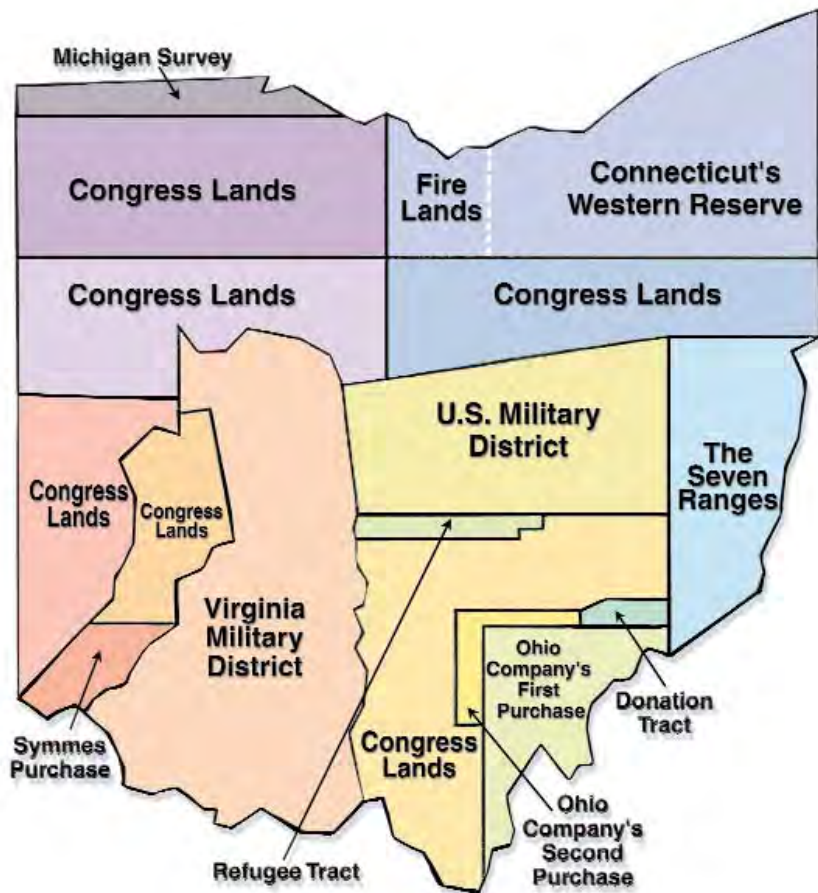 Michigan Survey
Congress Lands
Fire
Lands
Connecticut's
Western Reserve
Congress Lands
Congress Lands
U.S. Military
District
The
Seven
Ranges
Congress
Lands
Congress
Lands
Virginia
Military
District
Ohio
Company's
First
Purchase
Donation
Tract
Symmes
Purchase
Congress
Lands
Ohio
Company's
Second
Purchase
Refugee Tract